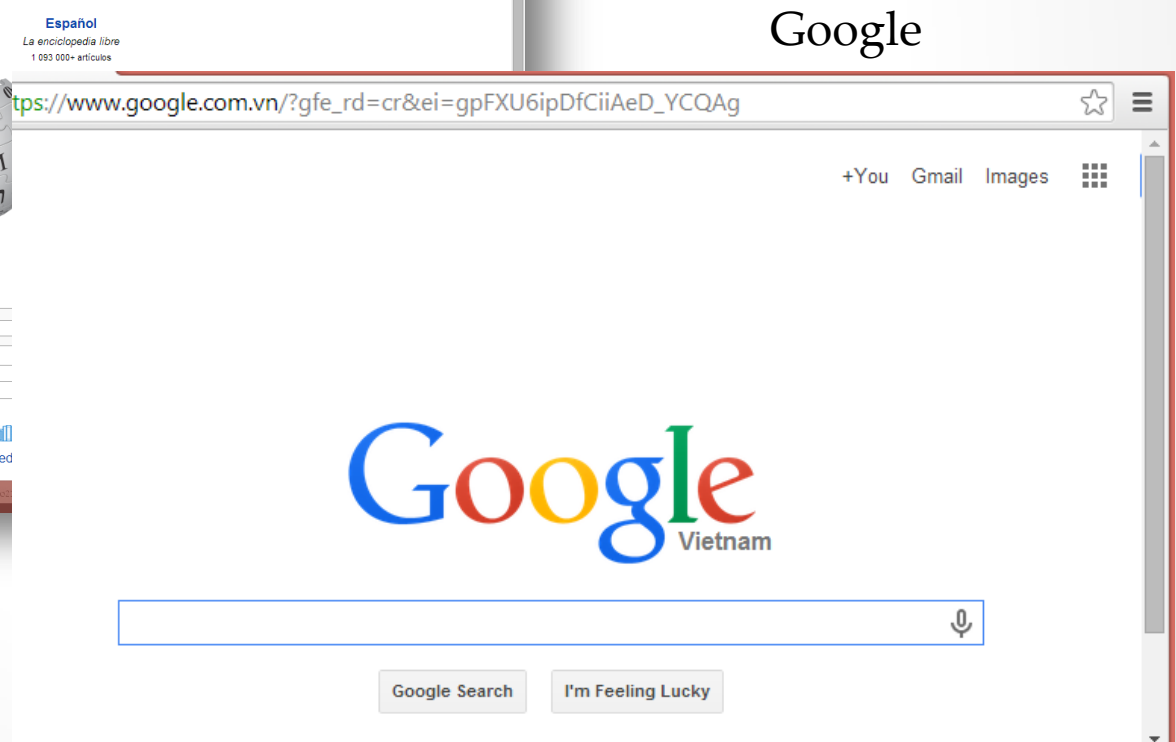 Español
La enciclopedia libre
1 093 000+ artículos
Google
tps://www.google.com.vn/?gfe_rd=cr&ei=gpFXU6ipDfCiiAeD_YCQAg
+You Gmail Images
Google
Vietnam
ed
Google Search I'm Feeling Lucky